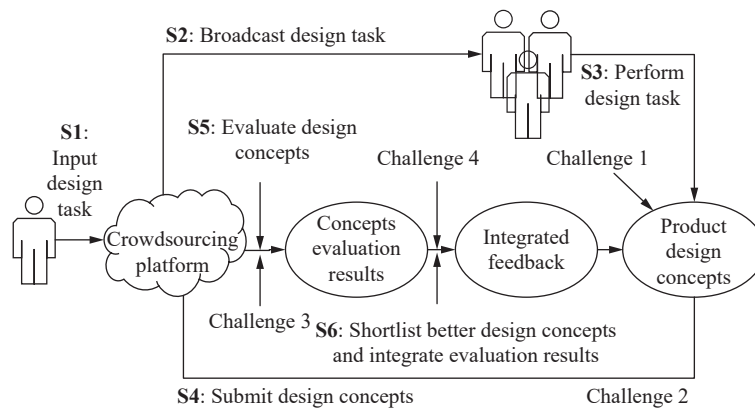 S2: Broadcast design task
S3: Perform
design task
S1:
Input
design
task
S5: Evaluate design
concepts
Challenge 4
Challenge 1
Crowdsourcing
platform
Concepts
evaluation
results
Integrated
feedback
Product
design
concepts
Challenge 3
S6: Shortlist better design concepts
and integrate evaluation results
S4: Submit design concepts
Challenge 2